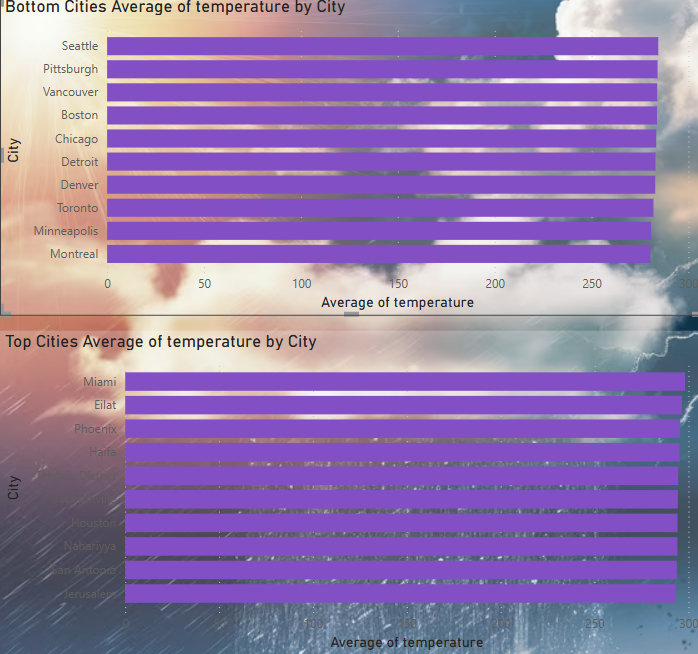 Bottom Cities Average of temperature by City
Seattle
Pittsburgh
Vancouver
Boston
Chicago
Detroit
Denver
Toronto
Minneapolis
Montreal
City
0 50 100 150 200 250 300
Average of temperature
Top Cities Average of temperature by City
Miami
Eilat
Phoenix
Haifa
Houston
Nahariyya
San Antonio
Jerusalem
City
200 250 300
Average of temperature